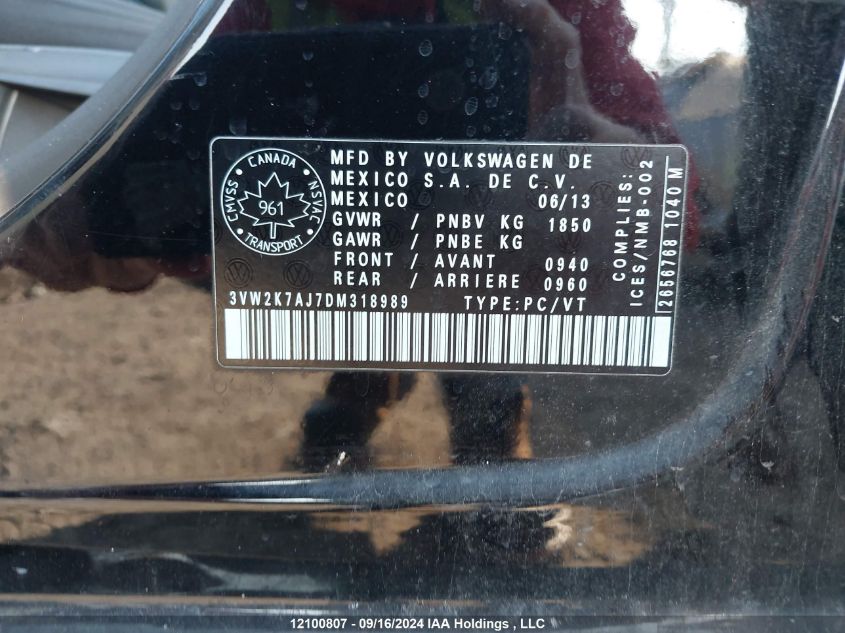 MFD BY VOLKSWAGEN DE
MEXICO S.A. DE C.V.
MEXICO 06/13
GVWR / PNBV KG 1850
GAWR / PNBE KG
FRONT / AVANT 0940
REAR / ARRIERE 0960
3VW2K7AJ7DM318989 TYPE:PC/VT
CANADA
CMVSS
NSVAC
961
TRANSPORT
COMPLIES:
ICES/NMB-002
2656768 1040 M
12100807 - 09/16/2024 IAA Holdings , LLC